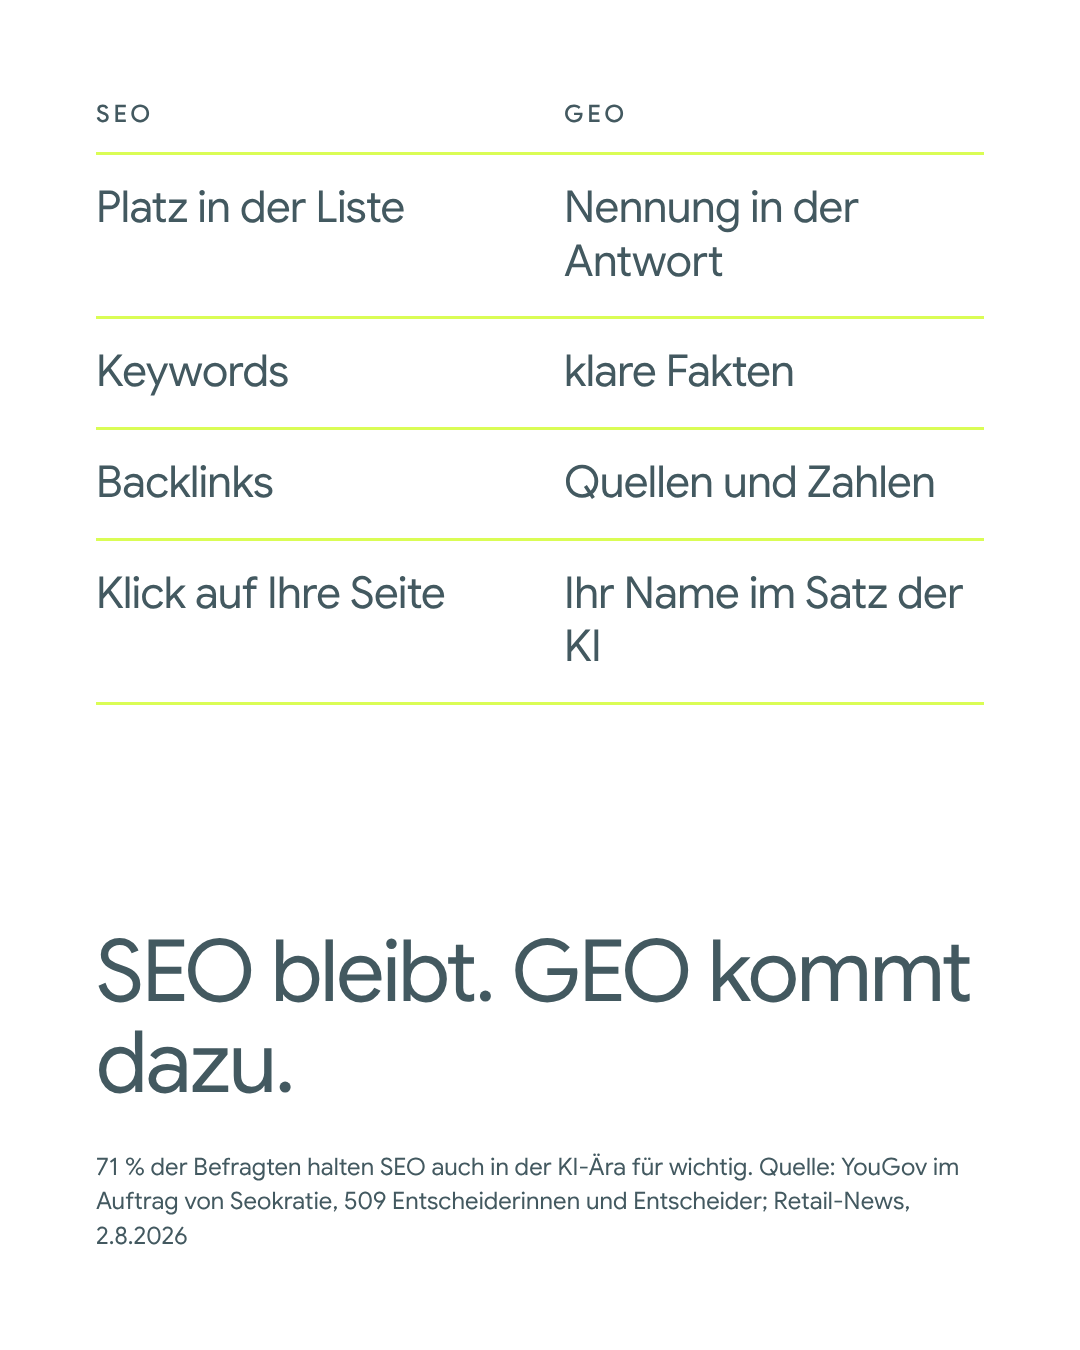 SEO
GEO
Platz in der Liste
Nennung in der
Antwort
Keywords
klare Fakten
Backlinks
Quellen und Zahlen
Klick auf Ihre Seite
Ihr Name im Satz der
KI
SEO bleibt. GEO kommt
dazu.
71 % der Befragten halten SEO auch in der KI-Ära für wichtig. Quelle: YouGov im
Auftrag von Seokratie, 509 Entscheiderinnen und Entscheider; Retail-News,
2.8.2026